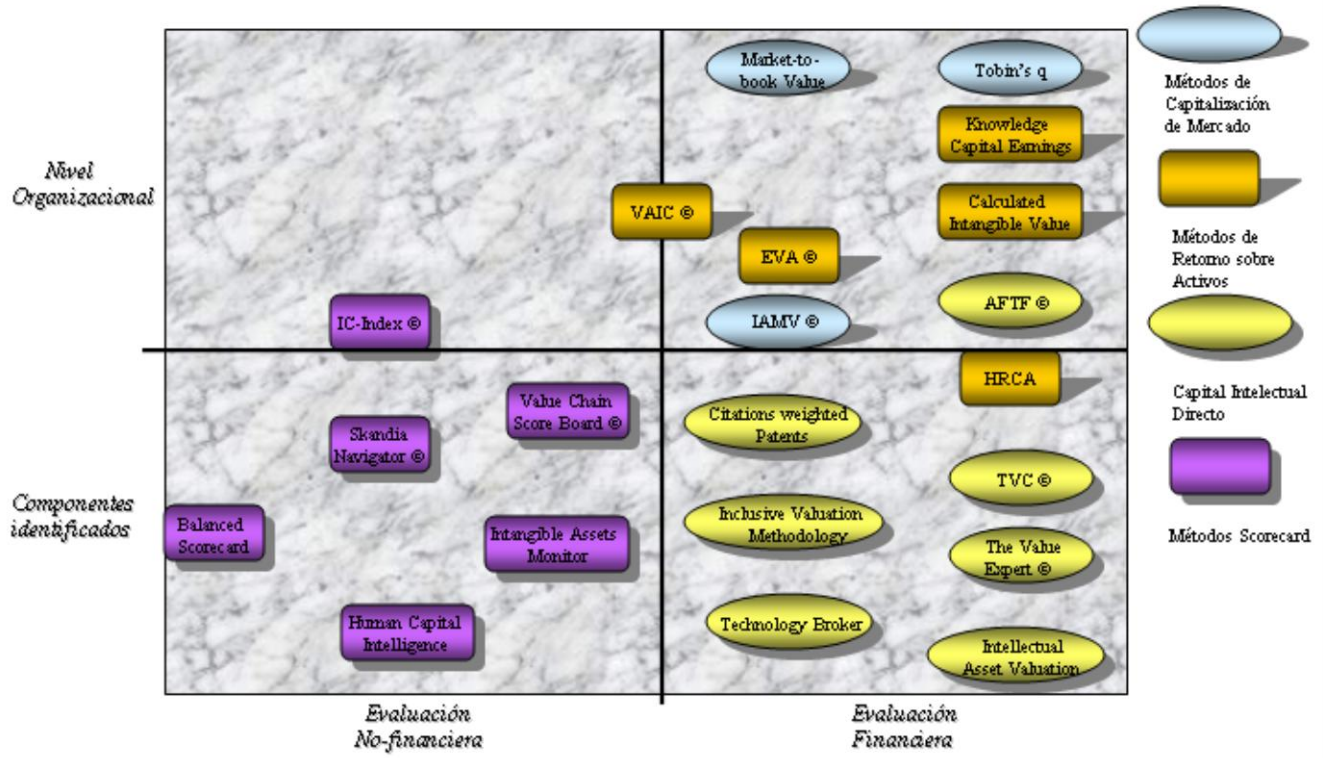 Nivel
Organizacional
Market-to-
book Value
Tobin's q
Knowledge
Capital Earnings
VAIC ©
Calculated
Intangible Value
EVA ©
IC-Index ©
IAMV ©
AFTF ©
Componentes
identificados
HRCA
Value Chain
Score Board ©
Citations weighted
Patents
Skandia
Navigator ©
TVC ©
Balanced
Scorecard
Intangible Assets
Monitor
Inclusive Valuation
Methodology
The Value
Expert ©
Human Capital
Intelligence
Technology Broker
Intellectual
Asset Valuation
Evaluación
No-financiera
Evaluación
Financiera
Métodos de
Capitalización
de Mercado
Métodos de
Retorno sobre
Activos
Capital Intelectual
Directo
Métodos Scorecard